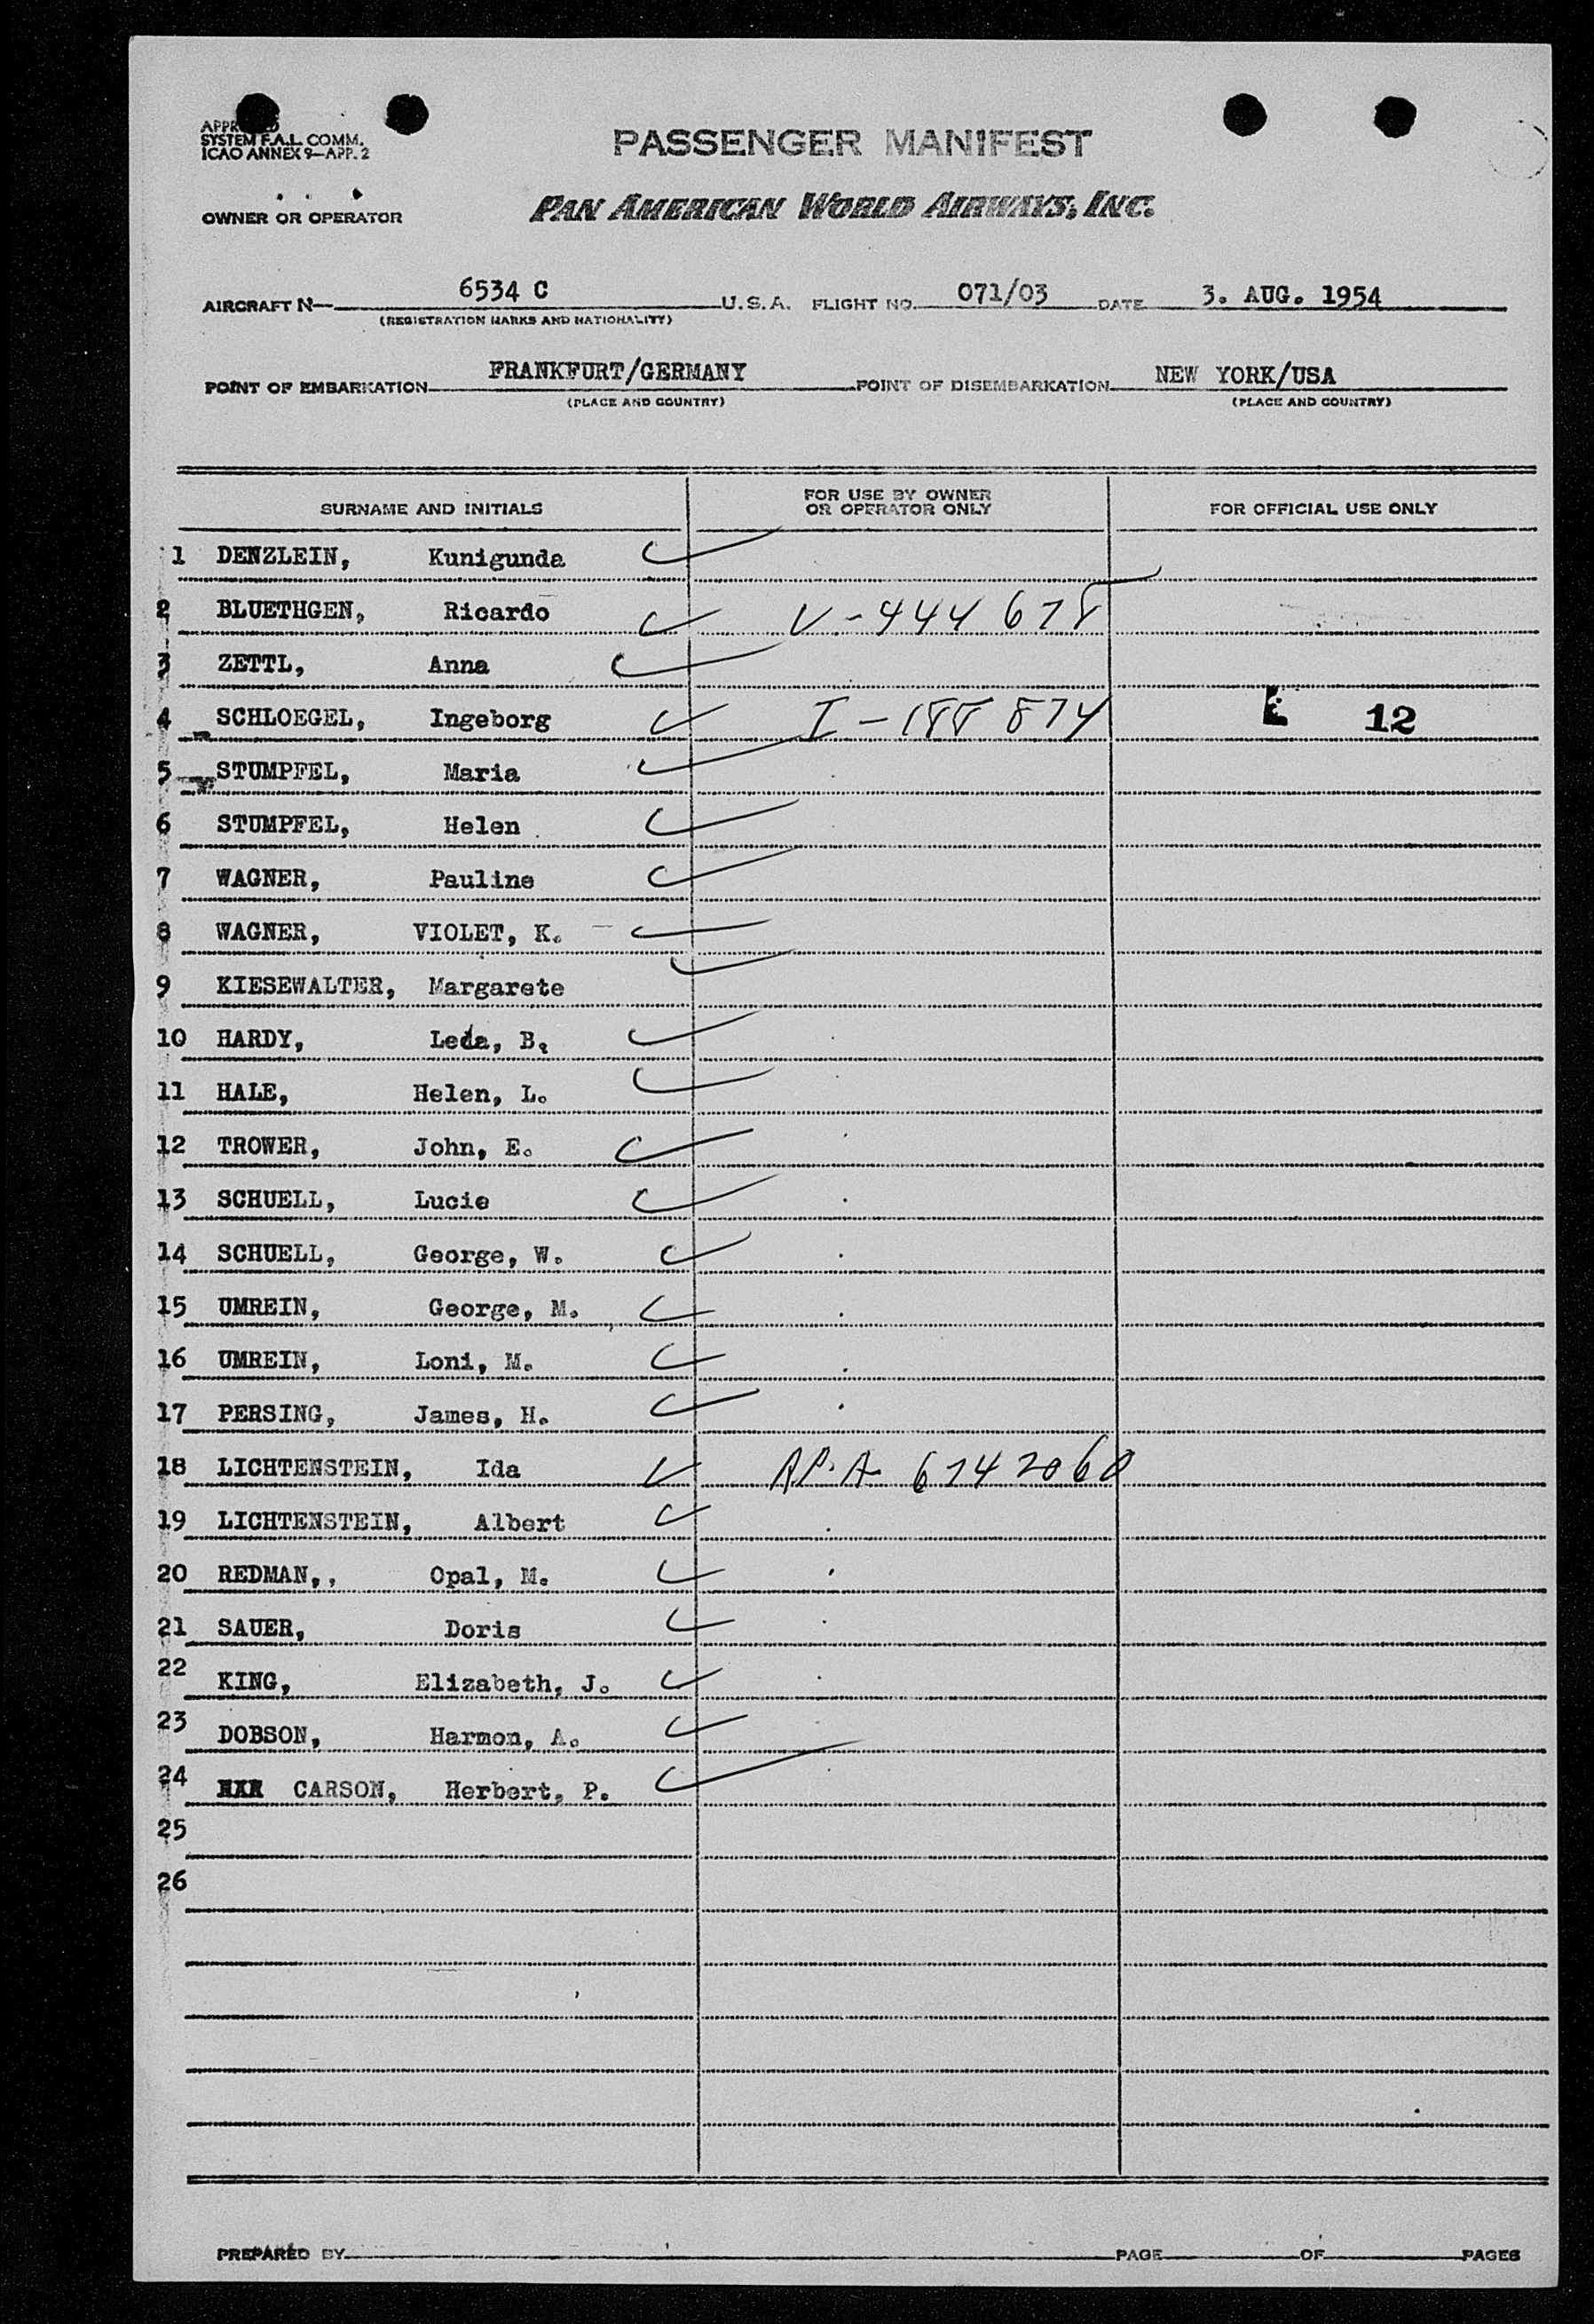 APPROVED
SYSTEM F.A.L. COMM.
ICAO ANNEX 9—APP. 2
PASSENGER MANIFEST
OWNER OR OPERATOR PAN AMERICAN WORLD AIRWAYS, INC.
AIRCRAFT N— 6534 C U.S.A. FLIGHT NO. 071/03 DATE 3. AUG. 1954
(REGISTRATION MARKS AND NATIONALITY)
POINT OF EMBARKATION FRANKFURT/GERMANY POINT OF DISEMBARKATION NEW YORK/USA
(PLACE AND COUNTRY) (PLACE AND COUNTRY)
SURNAME AND INITIALS FOR USE BY OWNER OR OPERATOR ONLY FOR OFFICIAL USE ONLY
1 DENZLEIN, Kunigunda
2 BLUETHGEN, Ricardo V-444 678
3 ZETTL, Anna
4 SCHLOEGEL, Ingeborg I-188 874 12
5 STUMPFEL, Maria
6 STUMPFEL, Helen
7 WAGNER, Pauline
8 WAGNER, VIOLET, K.
9 KIESEWALTER, Margarete
10 HARDY, Leda, B.
11 HALE, Helen, L.
12 TROWER, John, E.
13 SCHUELL, Lucie
14 SCHUELL, George, W.
15 UMREIN, George, M.
16 UMREIN, Loni, M.
17 PERSING, James, H.
18 LICHTENSTEIN, Ida 6742060
19 LICHTENSTEIN, Albert
20 REDMAN,, Opal, M.
21 SAUER, Doris
22 KING, Elizabeth, J.
23 DOBSON, Harmon, A.
24 CARSON, Herbert, P.
25
26
PREPARED BY PAGE OF PAGES